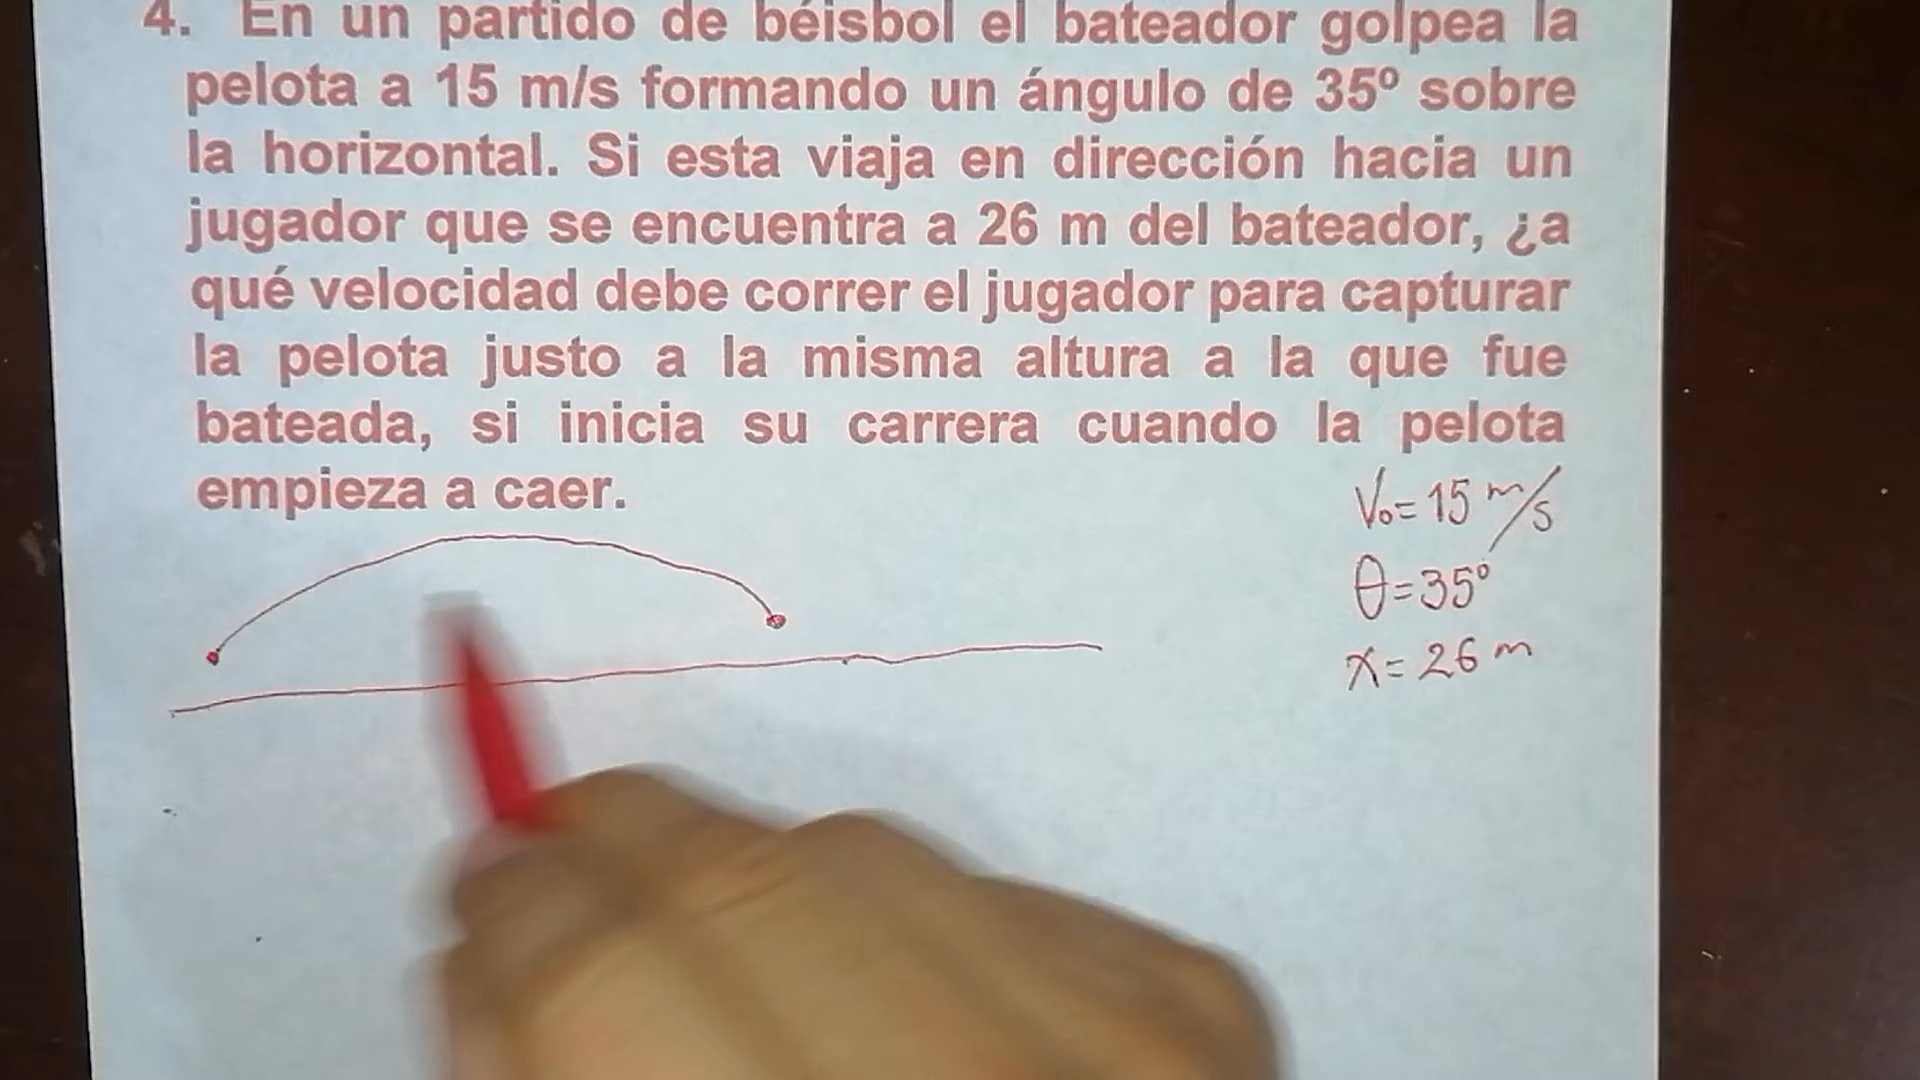 4. En un partido de béisbol el bateador golpea la
pelota a 15 m/s formando un ángulo de 35º sobre
la horizontal. Si esta viaja en dirección hacia un
jugador que se encuentra a 26 m del bateador, ¿a
qué velocidad debe correr el jugador para capturar
la pelota justo a la misma altura a la que fue
bateada, si inicia su carrera cuando la pelota
empieza a caer.
V₀= 15 m/s
θ=35º
x= 26 m